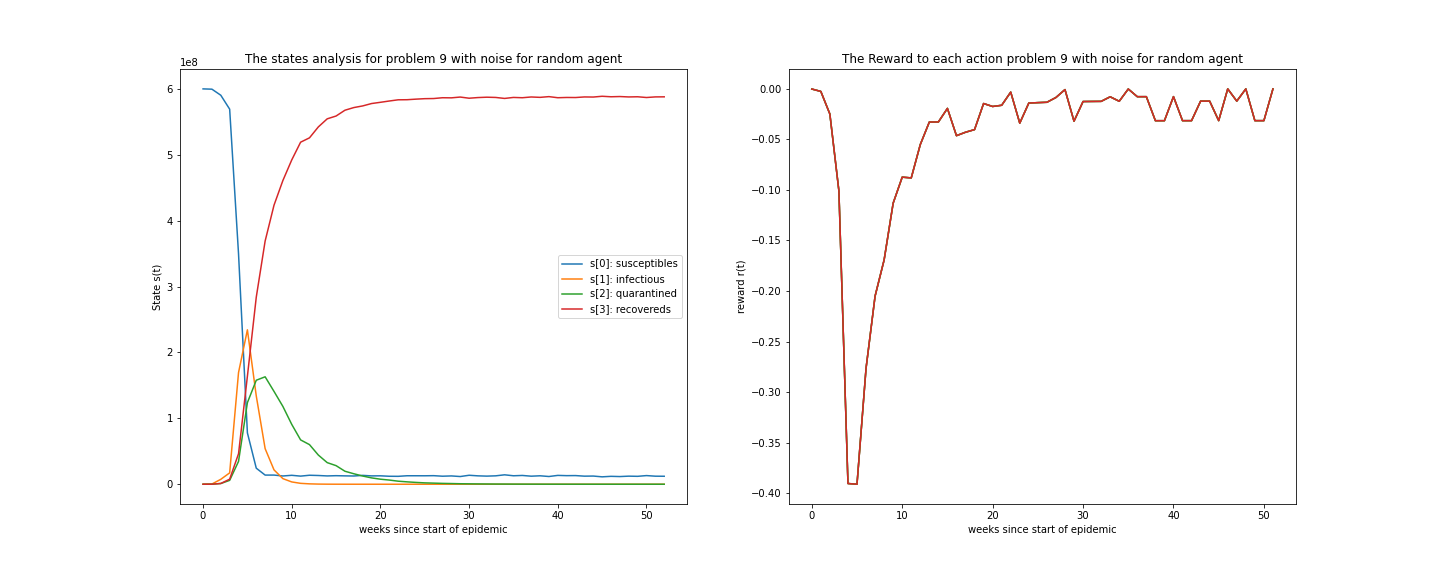 The states analysis for problem 9 with noise for random agent
1e8
6
5
4
3
2
1
0
State s(t)
s[0]: susceptibles
s[1]: infectious
s[2]: quarantined
s[3]: recovereds
0 10 20 30 40 50
weeks since start of epidemic
The Reward to each action problem 9 with noise for random agent
0.00
−0.05
−0.10
−0.15
−0.20
−0.25
−0.30
−0.35
−0.40
reward r(t)
0 10 20 30 40 50
weeks since start of epidemic